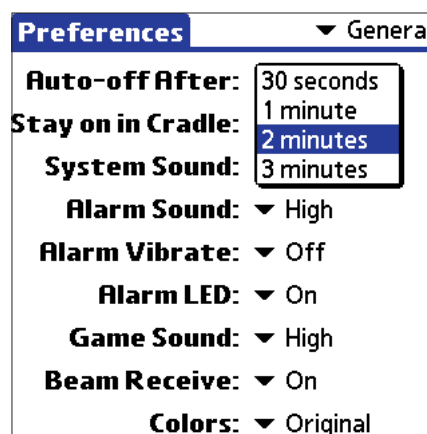 Preferences
Genera
Auto-off After:
30 seconds
1 minute
Stay on in Cradle:
2 minutes
System Sound:
3 minutes
Alarm Sound: High
Alarm Vibrate: Off
Alarm LED: On
Game Sound: High
Beam Receive: On
Colors: Original